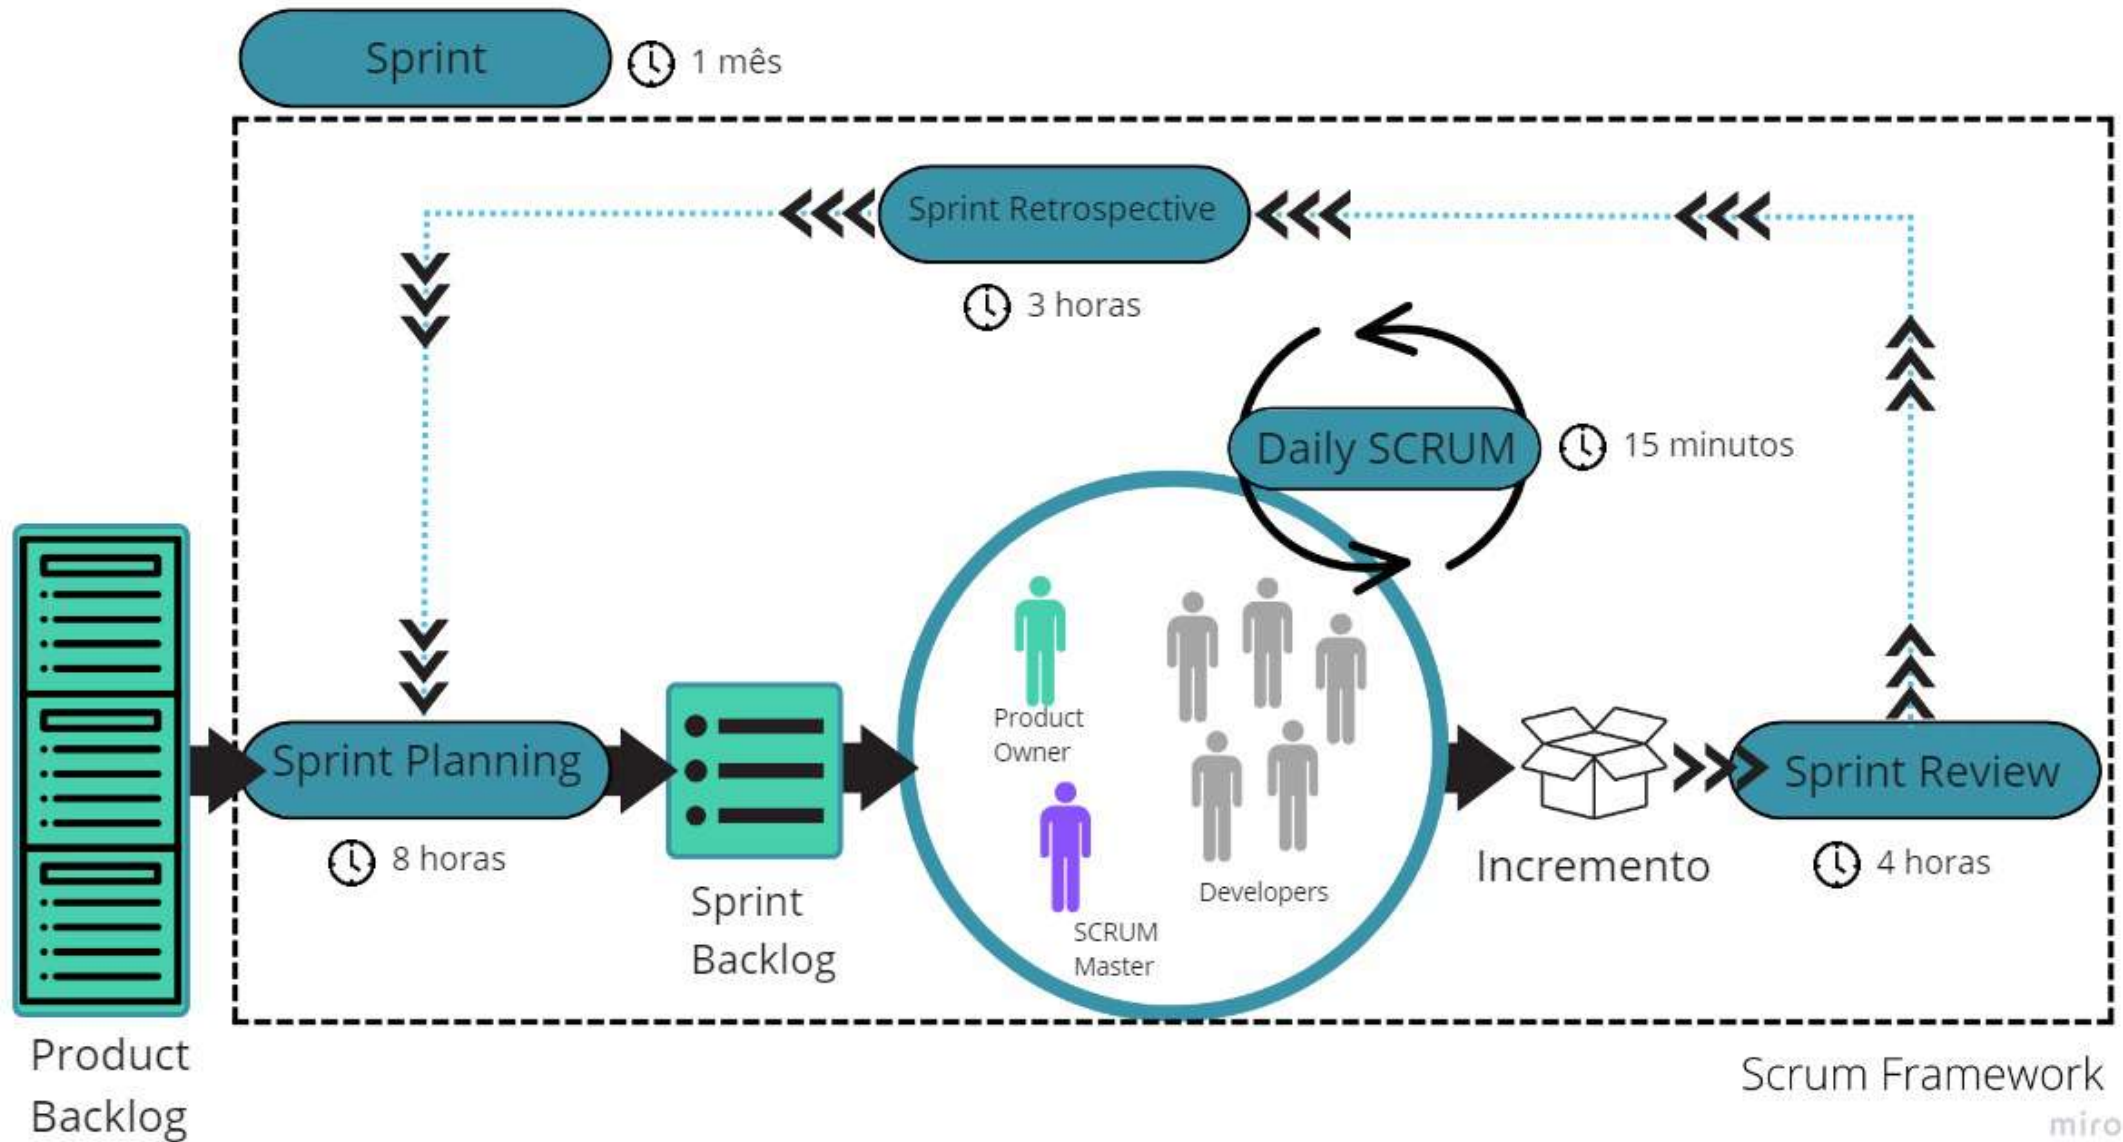 Sprint
1 mês
Sprint Retrospective
3 horas
Daily SCRUM
15 minutos
Product
Owner
SCRUM
Master
Developers
Sprint Planning
8 horas
Sprint
Backlog
Incremento
Sprint Review
4 horas
Product
Backlog
Scrum Framework
miro